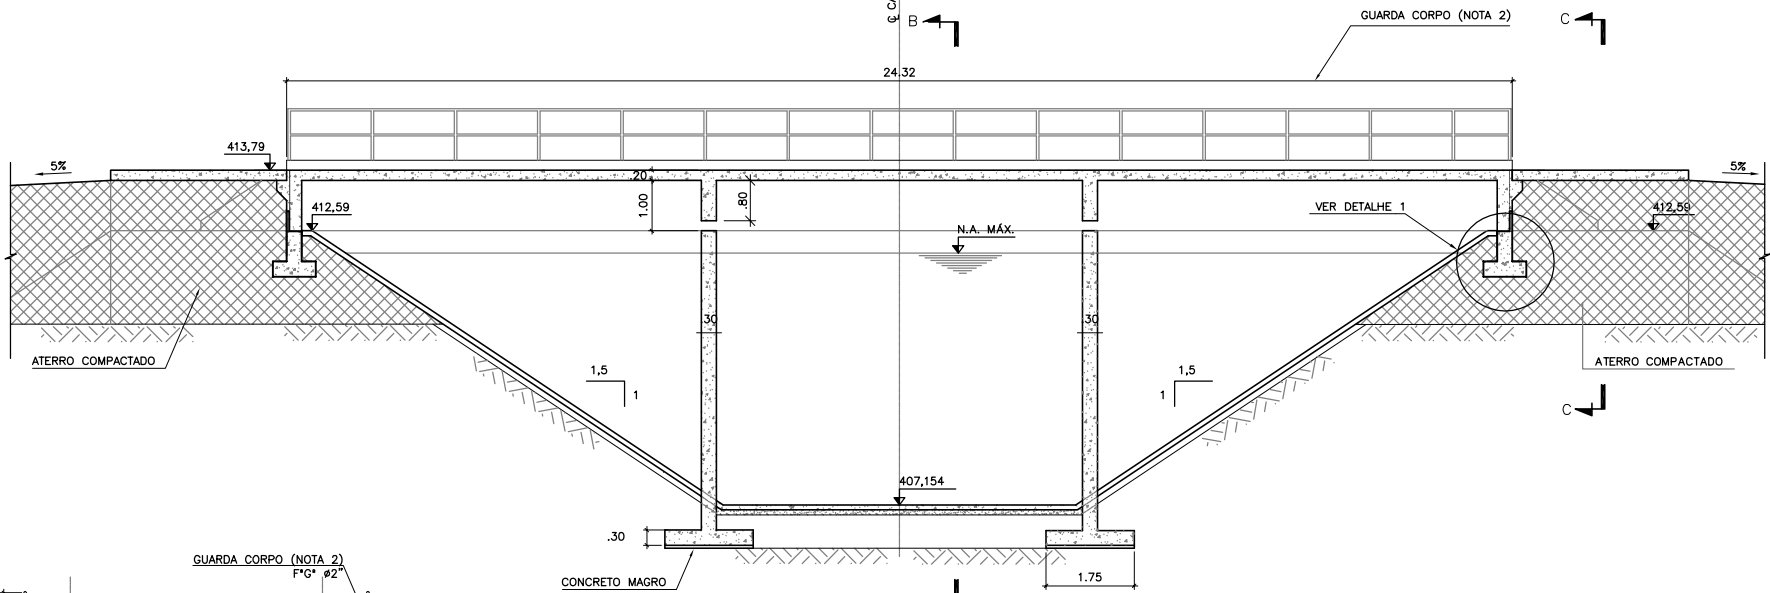 ₢ CA
B
GUARDA CORPO (NOTA 2)
C
24.32
413,79
5%
5%
.20
1.00
.80
412,59
VER DETALHE 1
412,59
N.A. MÁX.
.30
.30
ATERRO COMPACTADO
ATERRO COMPACTADO
1,5
1
1,5
1
C
407,154
.30
GUARDA CORPO (NOTA 2)
F°G° ø2"
CONCRETO MAGRO
1.75